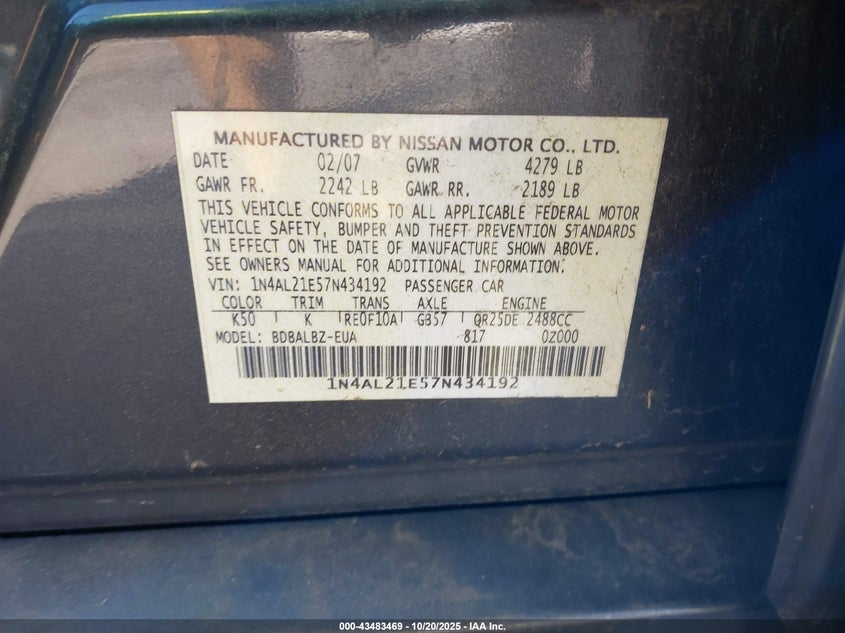 MANUFACTURED BY NISSAN MOTOR CO., LTD.
DATE 02/07 GVWR 4279 LB
GAWR FR. 2242 LB GAWR RR. 2189 LB
THIS VEHICLE CONFORMS TO ALL APPLICABLE FEDERAL MOTOR
VEHICLE SAFETY, BUMPER AND THEFT PREVENTION STANDARDS
IN EFFECT ON THE DATE OF MANUFACTURE SHOWN ABOVE.
SEE OWNERS MANUAL FOR ADDITIONAL INFORMATION.
VIN: 1N4AL21E57N434192 PASSENGER CAR
COLOR TRIM TRANS AXLE ENGINE
K50 K RE0F10A GB57 QR25DE 2488CC
MODEL: BDBALBZ-EUA 817 0Z000
1N4AL21E57N434192
000-43483469 - 10/20/2025 - IAA Inc.